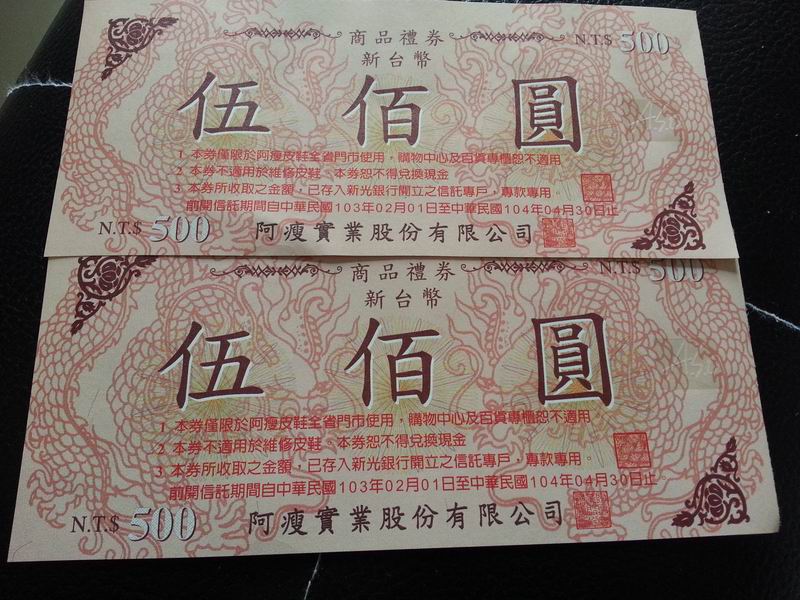 商品禮券
N.T.$ 500
新台幣
伍佰圓
1. 本券僅限於阿瘦皮鞋全省門市使用，購物中心及百貨專櫃恕不適用
2. 本券不適用於維修皮鞋。本券恕不得兌換現金
3. 本券所收取之金額，已存入新光銀行開立之信託專戶，專款專用。
前開信託期間自中華民國103年02月01日至中華民國104年04月30日止
N.T.$ 500
阿瘦實業股份有限公司
商品禮券
N.T.$ 500
新台幣
伍佰圓
1. 本券僅限於阿瘦皮鞋全省門市使用，購物中心及百貨專櫃恕不適用
2. 本券不適用於維修皮鞋。本券恕不得兌換現金
3. 本券所收取之金額，已存入新光銀行開立之信託專戶，專款專用。
前開信託期間自中華民國103年02月01日至中華民國104年04月30日止。
N.T.$ 500
阿瘦實業股份有限公司